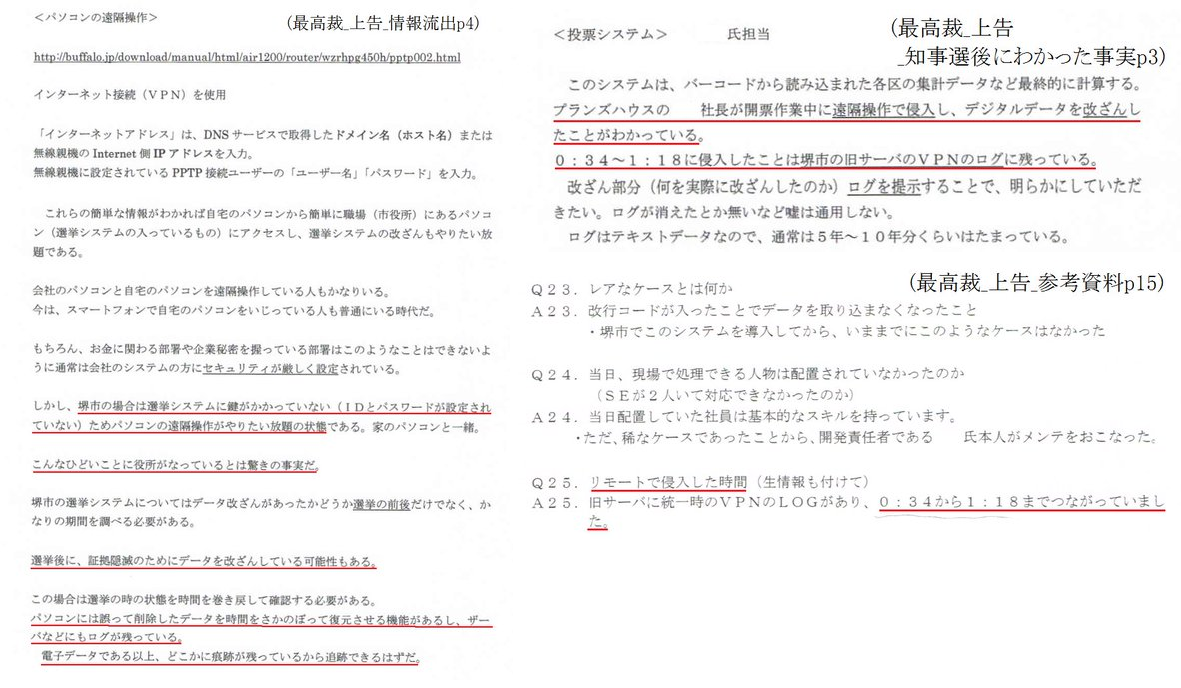 ＜パソコンの遠隔操作＞
(最高裁_上告_情報流出p4)
http://buffalo.jp/download/manual/html/air1200/router/wzrhpg450h/pptp002.html
インターネット接続（ＶＰＮ）を使用
「インターネットアドレス」は、DNS サービスで取得したドメイン名（ホスト名）または
無線親機の Internet 側 IP アドレスを入力。
無線親機に設定されている PPTP 接続ユーザーの「ユーザー名」「パスワード」を入力。
これらの簡単な情報がわかれば自宅のパソコンから簡単に職場（市役所）にあるパソコ
ン（選挙システムの入っているもの）にアクセスし、選挙システムの改ざんもやりたい放
題である。
会社のパソコンと自宅のパソコンを遠隔操作している人もかなりいる。
今は、スマートフォンで自宅のパソコンをいじっている人も普通にいる時代だ。
もちろん、お金に関わる部署や企業秘密を握っている部署はこのようなことはできないよ
うに通常は会社のシステムの方にセキュリティが厳しく設定されている。
しかし、堺市の場合は選挙システムに鍵がかかっていない（ＩＤとパスワードが設定され
ていない）ためパソコンの遠隔操作がやりたい放題の状態である。家のパソコンと一緒。
こんなひどいことに役所がなっているとは驚きの事実だ。
堺市の選挙システムについてはデータ改ざんがあったかどうか選挙の前後だけでなく、か
なりの期間を調べる必要がある。
選挙後に、証拠隠滅のためにデータを改ざんしている可能性もある。
この場合は選挙の時の状態を時間を巻き戻して確認する必要がある。
パソコンには誤って削除したデータを時間をさかのぼって復元させる機能があるし、サー
バなどにもログが残っている。
電子データである以上、どこかに痕跡が残っているから追跡できるはずだ。
＜投票システム＞　　　氏担当
(最高裁_上告
_知事選後にわかった事実p3)
このシステムは、バーコードから読み込まれた各区の集計データなど最終的に計算する。
プランズハウスの　　社長が開票作業中に遠隔操作で侵入し、デジタルデータを改ざんし
たことがわかっている。
０：３４～１：１８に侵入したことは堺市の旧サーバのＶＰＮのログに残っている。
改ざん部分（何を実際に改ざんしたのか）ログを提示することで、明らかにしていただ
きたい。ログが消えたとか無いなど嘘は通用しない。
ログはテキストデータなので、通常は５年～１０年分くらいはたまっている。
(最高裁_上告_参考資料p15)
Ｑ２３．レアなケースとは何か
Ａ２３．改行コードが入ったことでデータを取り込まなくなったこと
・堺市でこのシステムを導入してから、いままでにこのようなケースはなかった
Ｑ２４．当日、現場で処理できる人物は配置されていなかったのか
（ＳＥが２人いて対応できなかったのか）
Ａ２４．当日配置していた社員は基本的なスキルを持っています。
・ただ、稀なケースであったことから、開発責任者である　　氏本人がメンテをおこなった。
Ｑ２５．リモートで侵入した時間（生情報も付けて）
Ａ２５．旧サーバに統一時のＶＰＮのＬＯＧがあり、０：３４から１：１８までつながっていまし
た。